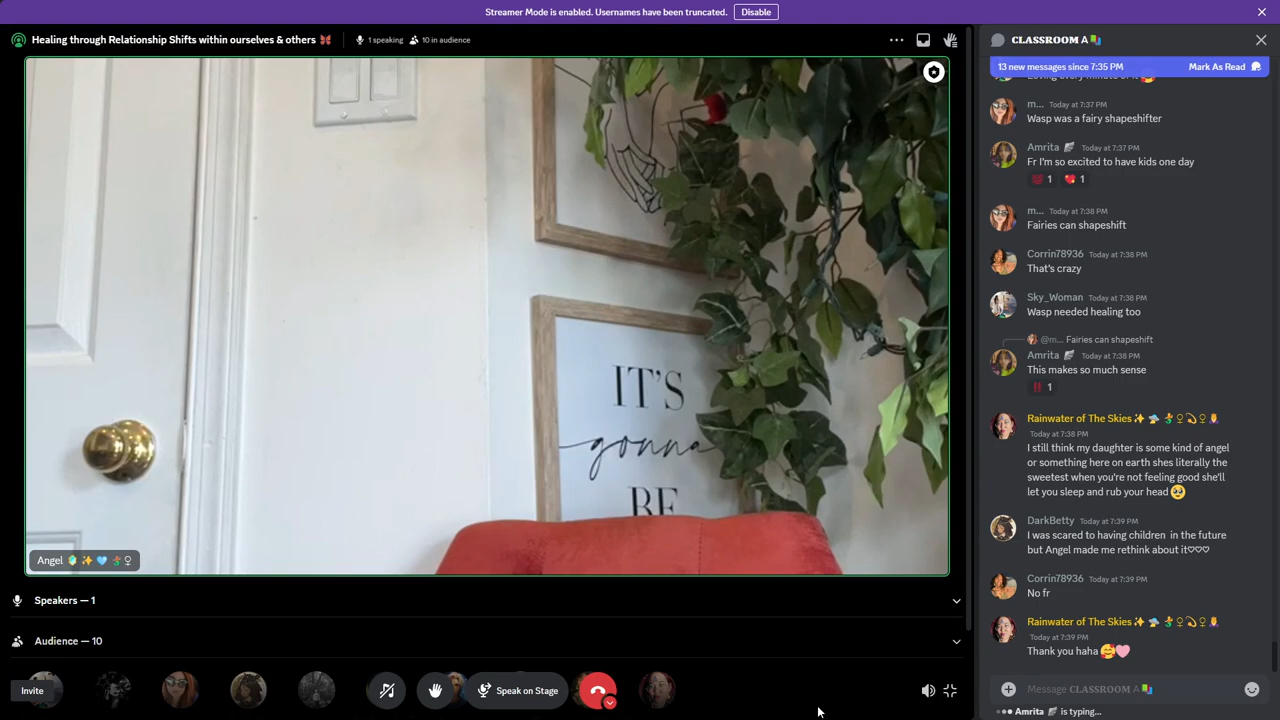 Streamer Mode is enabled. Usernames have been truncated. Disable
Healing through Relationship Shifts within ourselves & others 🦋 1 speaking 10 in audience
IT'S
gonna
BE
Angel
Speakers — 1
Audience — 10
Invite
Speak on Stage
CLASSROOM A
13 new messages since 7:35 PM Mark As Read
m... Today at 7:37 PM
Wasp was a fairy shapeshifter
Amrita Today at 7:37 PM
Fr I'm so excited to have kids one day
1 1
m... Today at 7:38 PM
Fairies can shapeshift
Corrin78936 Today at 7:38 PM
That's crazy
Sky_Woman Today at 7:38 PM
Wasp needed healing too
@m... Fairies can shapeshift
Amrita Today at 7:38 PM
This makes so much sense
‼ 1
Rainwater of The Skies
Today at 7:38 PM
I still think my daughter is some kind of angel
or something here on earth shes literally the
sweetest when you're not feeling good she'll
let you sleep and rub your head 🥹
DarkBetty Today at 7:39 PM
I was scared to having children in the future
but Angel made me rethink about it♡♡♡
Corrin78936 Today at 7:39 PM
No fr
Rainwater of The Skies
Today at 7:39 PM
Thank you haha 🥰🩷
Message CLASSROOM A
Amrita is typing...